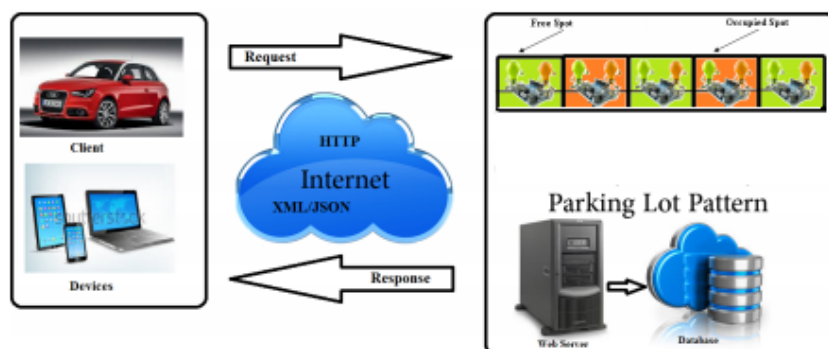 Free Spot
Occupied Spot
Request
Client
HTTP
Internet
XML/JSON
Parking Lot Pattern
Response
Devices
Web Server
Database